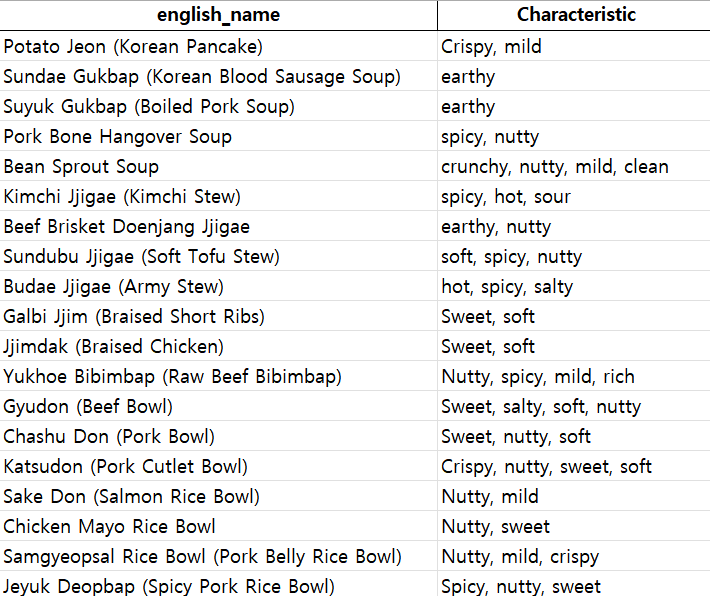 english_name Characteristic
Potato Jeon (Korean Pancake) Crispy, mild
Sundae Gukbap (Korean Blood Sausage Soup) earthy
Suyuk Gukbap (Boiled Pork Soup) earthy
Pork Bone Hangover Soup spicy, nutty
Bean Sprout Soup crunchy, nutty, mild, clean
Kimchi Jjigae (Kimchi Stew) spicy, hot, sour
Beef Brisket Doenjang Jjigae earthy, nutty
Sundubu Jjigae (Soft Tofu Stew) soft, spicy, nutty
Budae Jjigae (Army Stew) hot, spicy, salty
Galbi Jjim (Braised Short Ribs) Sweet, soft
Jjimdak (Braised Chicken) Sweet, soft
Yukhoe Bibimbap (Raw Beef Bibimbap) Nutty, spicy, mild, rich
Gyudon (Beef Bowl) Sweet, salty, soft, nutty
Chashu Don (Pork Bowl) Sweet, nutty, soft
Katsudon (Pork Cutlet Bowl) Crispy, nutty, sweet, soft
Sake Don (Salmon Rice Bowl) Nutty, mild
Chicken Mayo Rice Bowl Nutty, sweet
Samgyeopsal Rice Bowl (Pork Belly Rice Bowl) Nutty, mild, crispy
Jeyuk Deopbap (Spicy Pork Rice Bowl) Spicy, nutty, sweet